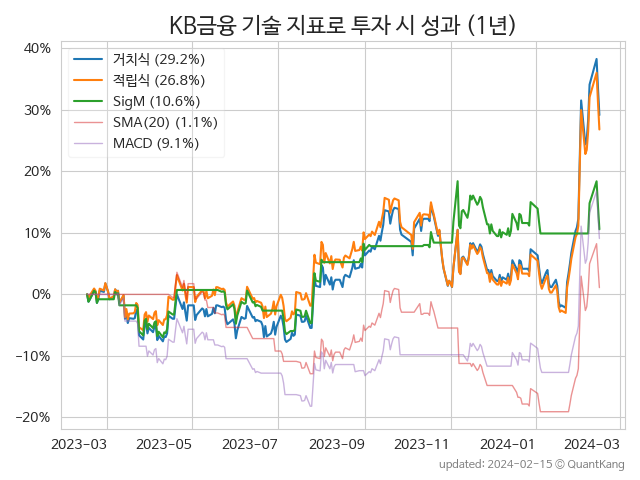 KB금융 기술 지표로 투자 시 성과 (1년)
거치식 (29.2%)
적립식 (26.8%)
SigM (10.6%)
SMA(20) (1.1%)
MACD (9.1%)
40%
30%
20%
10%
0%
−10%
−20%
2023-03 2023-05 2023-07 2023-09 2023-11 2024-01 2024-03
updated: 2024-02-15 © QuantKang